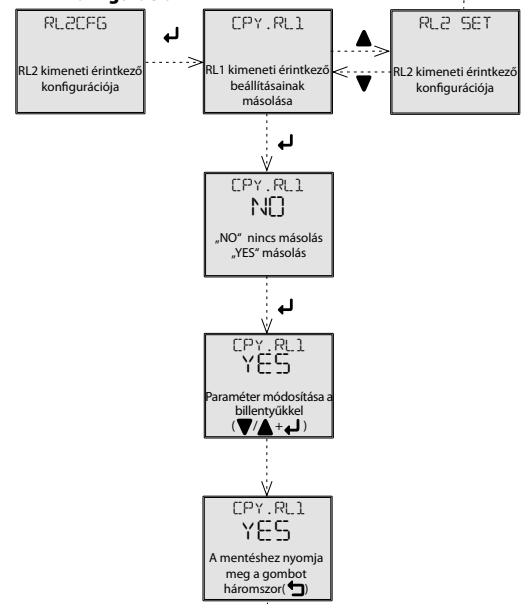 RL2CFG
RL2 kimeneti érintkező
konfigurációja
CPY.RL1
RL1 kimeneti érintkező
beállításainak
másolása
RL2 SET
RL2 kimeneti érintkező
konfigurációja
CPY.RL1
NO
„NO“ nincs másolás
„YES“ másolás
CPY.RL1
YES
Paraméter módosítása a
billentyűkkel
(▼/▲+↵)
CPY.RL1
YES
A mentéshez nyomja
meg a gombot
háromszor(⮌)